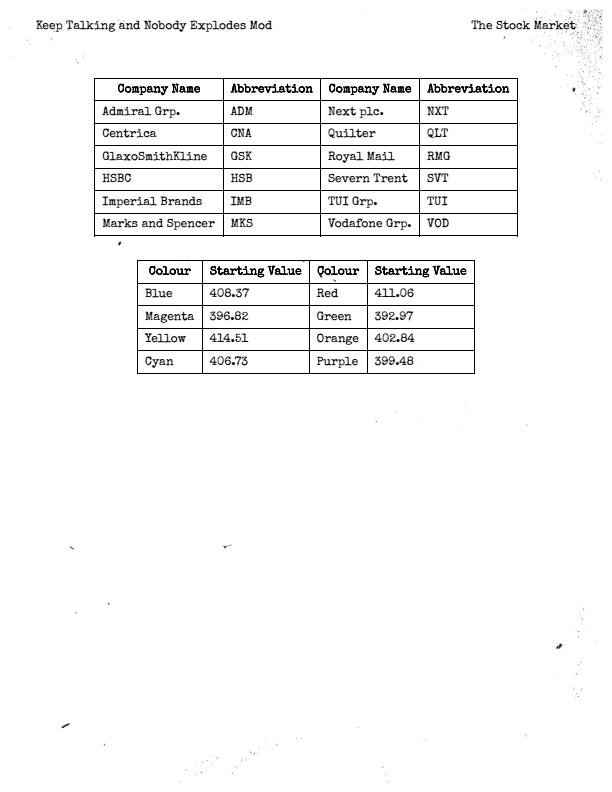 Keep Talking and Nobody Explodes Mod The Stock Market
Company Name Abbreviation Company Name Abbreviation
Admiral Grp. ADM Next plc. NXT
Centrica CNA Quilter QLT
GlaxoSmithKline GSK Royal Mail RMG
HSBC HSB Severn Trent SVT
Imperial Brands IMB TUI Grp. TUI
Marks and Spencer MKS Vodafone Grp. VOD
Colour Starting Value Colour Starting Value
Blue 408.37 Red 411.06
Magenta 396.82 Green 392.97
Yellow 414.51 Orange 402.84
Cyan 406.73 Purple 399.48